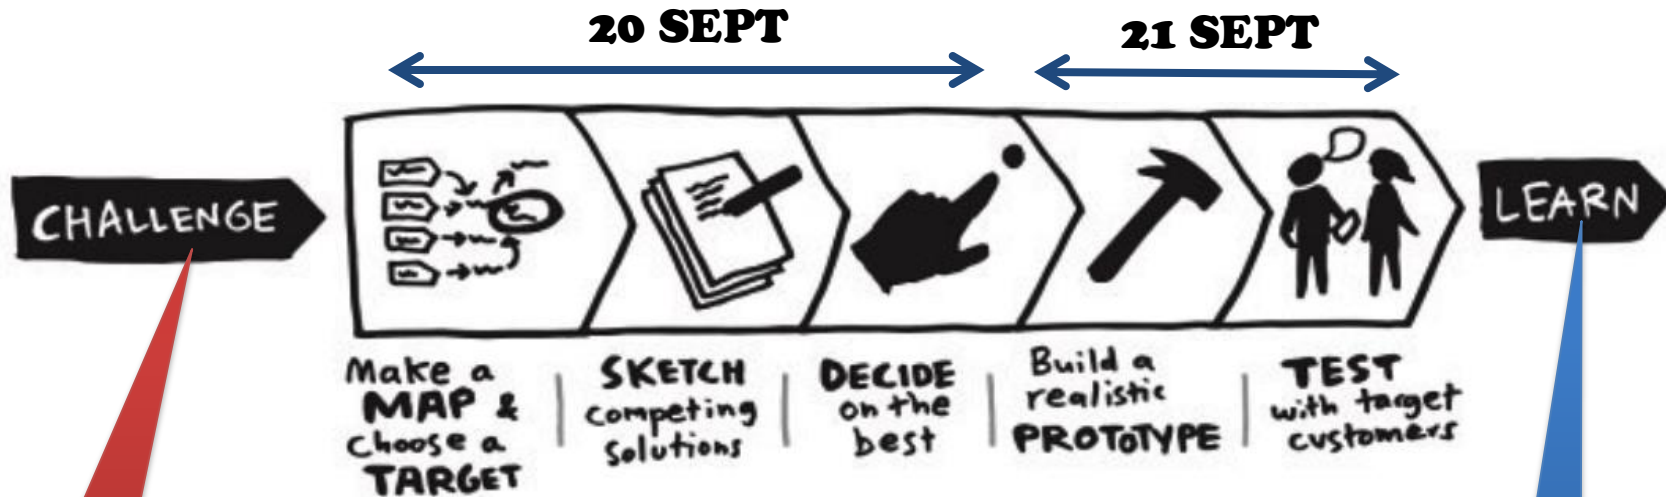 20 SEPT
21 SEPT
CHALLENGE
LEARN
Make a
MAP &
choose a
TARGET
SKETCH
competing
solutions
DECIDE
on the
best
Build a
realistic
PROTOTYPE
TEST
with target
customers